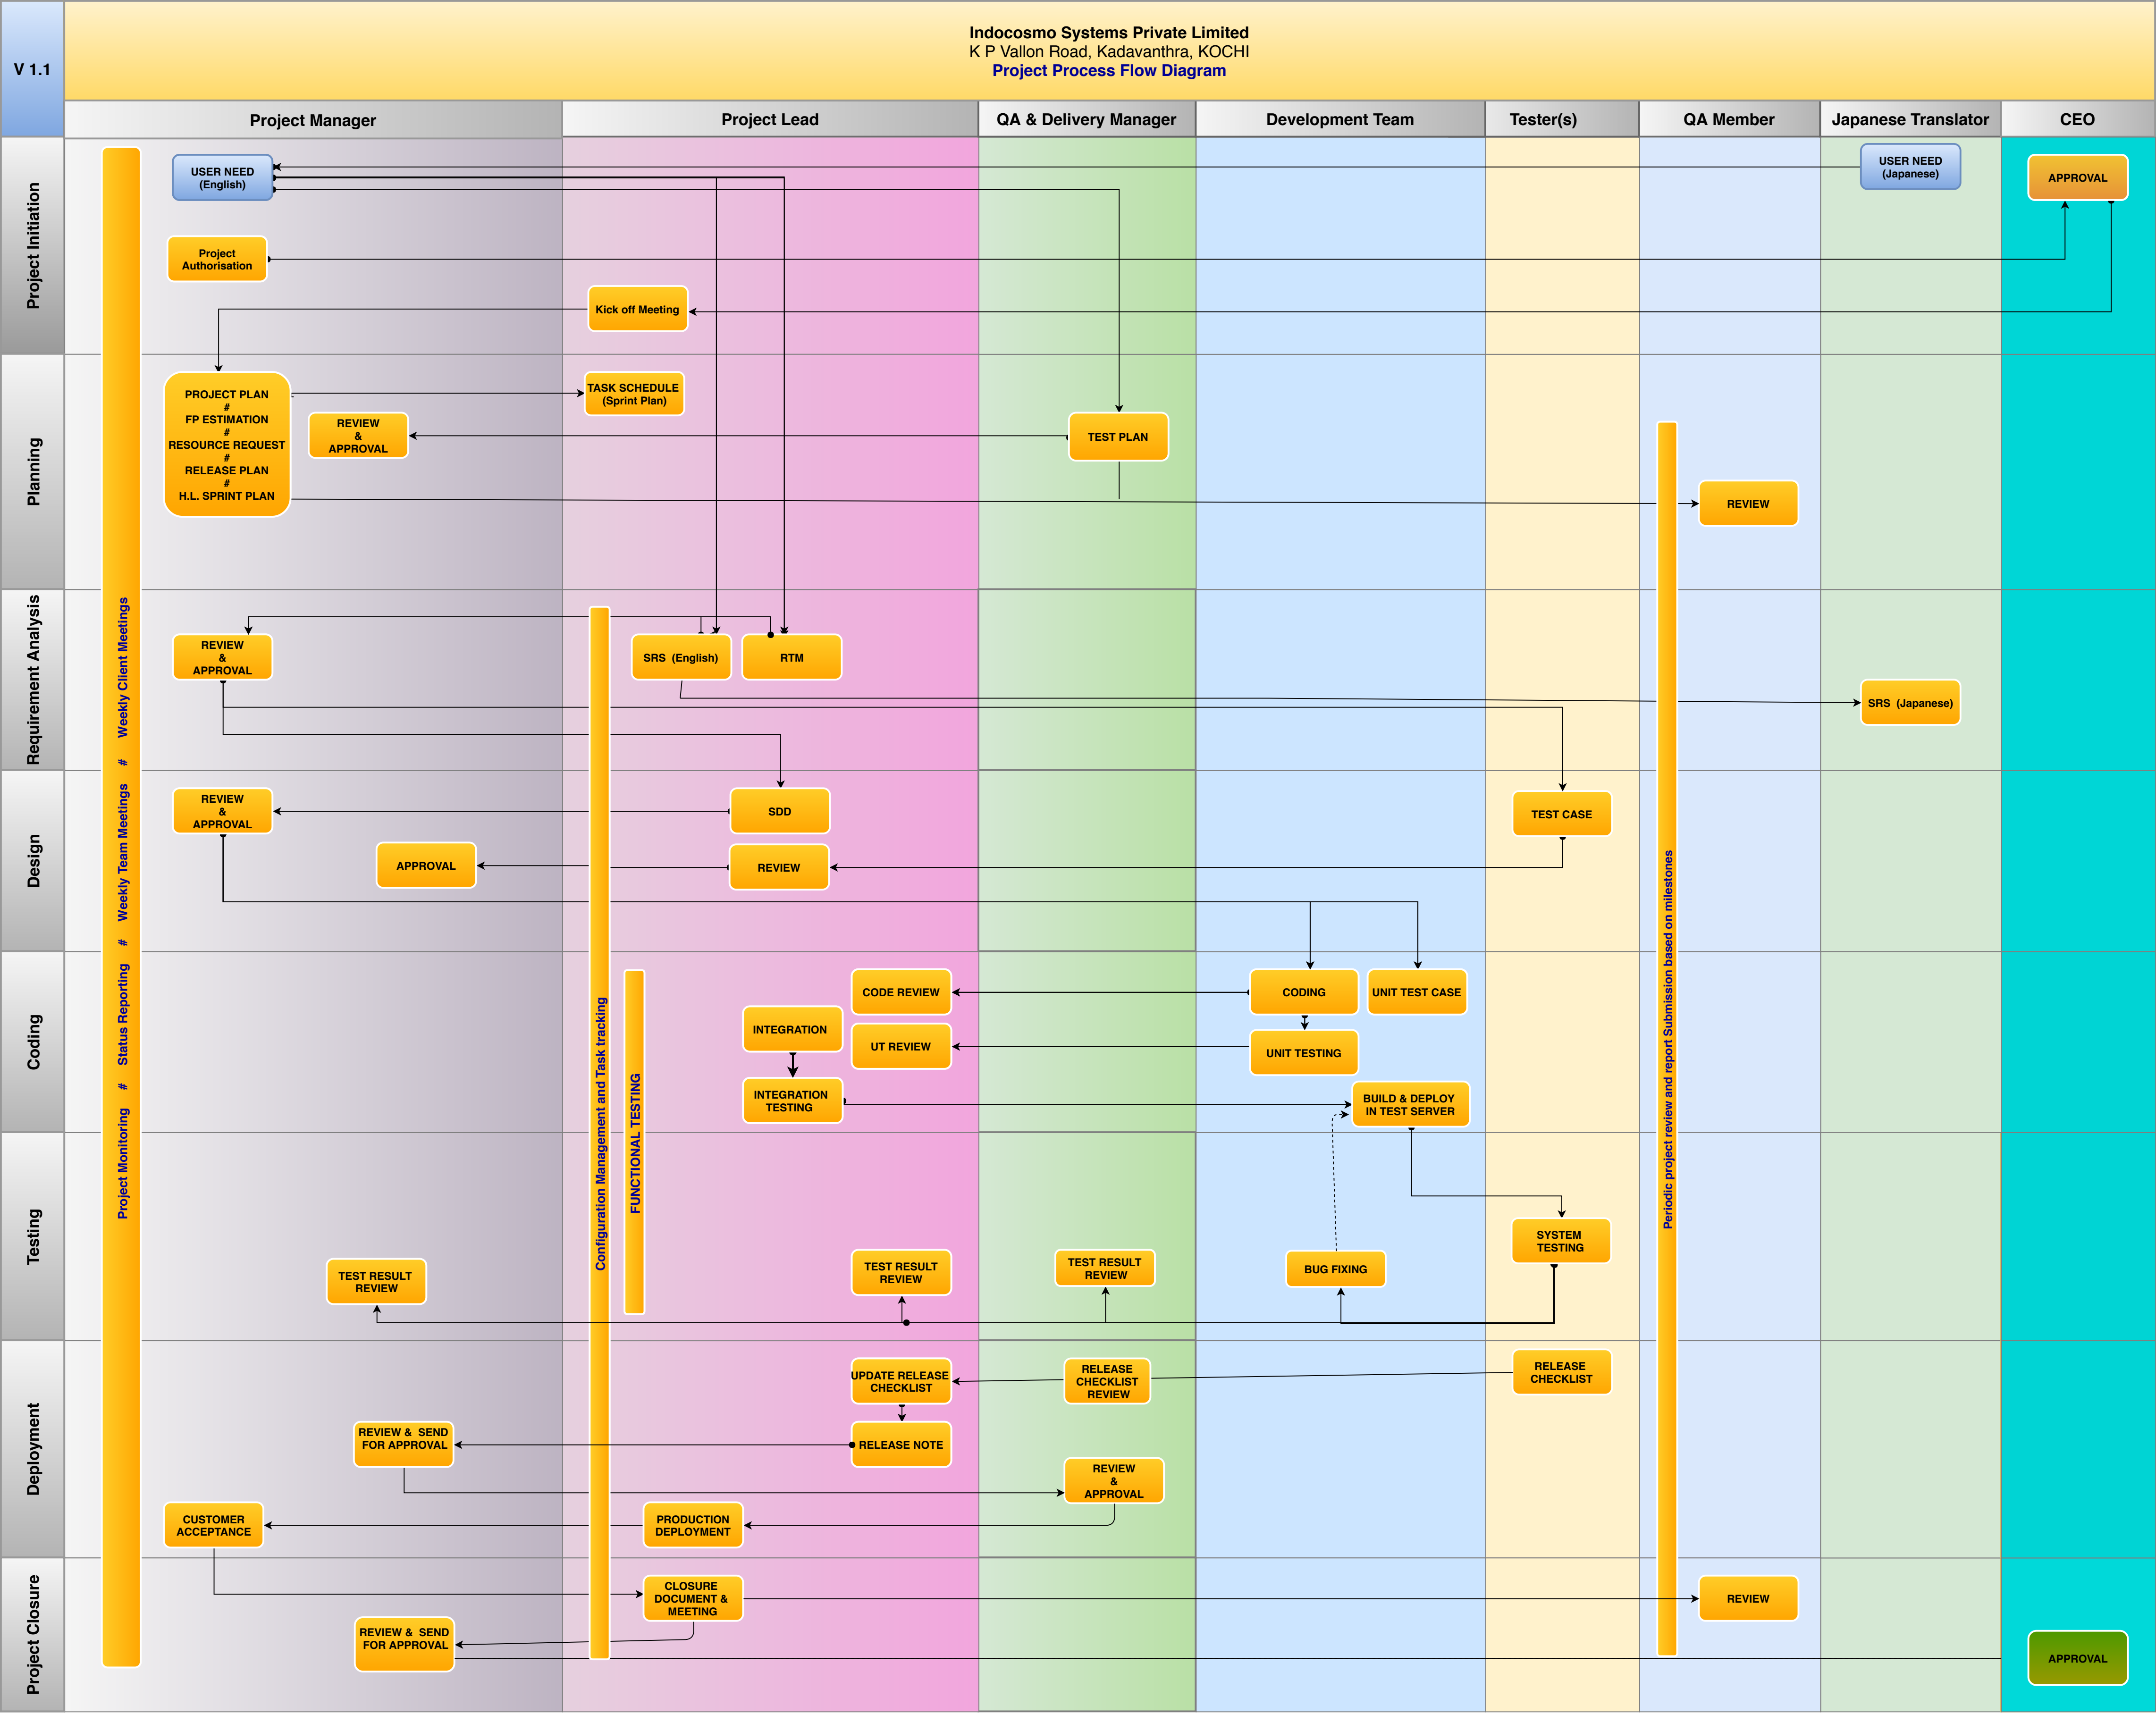 V 1.1
Indocosmo Systems Private Limited
K P Vallon Road, Kadavanthra, KOCHI
Project Process Flow Diagram
Project Manager
Project Lead
QA & Delivery Manager
Development Team
Tester(s)
QA Member
Japanese Translator
CEO
Project Initiation
USER NEED
(English)
USER NEED
(Japanese)
APPROVAL
Project
Authorisation
Kick off Meeting
Planning
PROJECT PLAN
#
FP ESTIMATION
#
RESOURCE REQUEST
#
RELEASE PLAN
#
H.L. SPRINT PLAN
REVIEW
&
APPROVAL
TASK SCHEDULE
(Sprint Plan)
TEST PLAN
REVIEW
Project Monitoring # Status Reporting # Weekly Team Meetings # Weekly Client Meetings
Configuration Management and Task tracking
FUNCTIONAL TESTING
Periodic project review and report Submission based on milestones
Requirement Analysis
REVIEW
&
APPROVAL
SRS (English)
RTM
SRS (Japanese)
Design
REVIEW
&
APPROVAL
SDD
TEST CASE
APPROVAL
REVIEW
Coding
CODE REVIEW
CODING
UNIT TEST CASE
INTEGRATION
UT REVIEW
UNIT TESTING
INTEGRATION
TESTING
BUILD & DEPLOY
IN TEST SERVER
Testing
SYSTEM
TESTING
TEST RESULT
REVIEW
TEST RESULT
REVIEW
TEST RESULT
REVIEW
BUG FIXING
Deployment
UPDATE RELEASE
CHECKLIST
RELEASE
CHECKLIST
REVIEW
RELEASE
CHECKLIST
REVIEW & SEND
FOR APPROVAL
RELEASE NOTE
REVIEW
&
APPROVAL
CUSTOMER
ACCEPTANCE
PRODUCTION
DEPLOYMENT
Project Closure
CLOSURE
DOCUMENT &
MEETING
REVIEW
REVIEW & SEND
FOR APPROVAL
APPROVAL